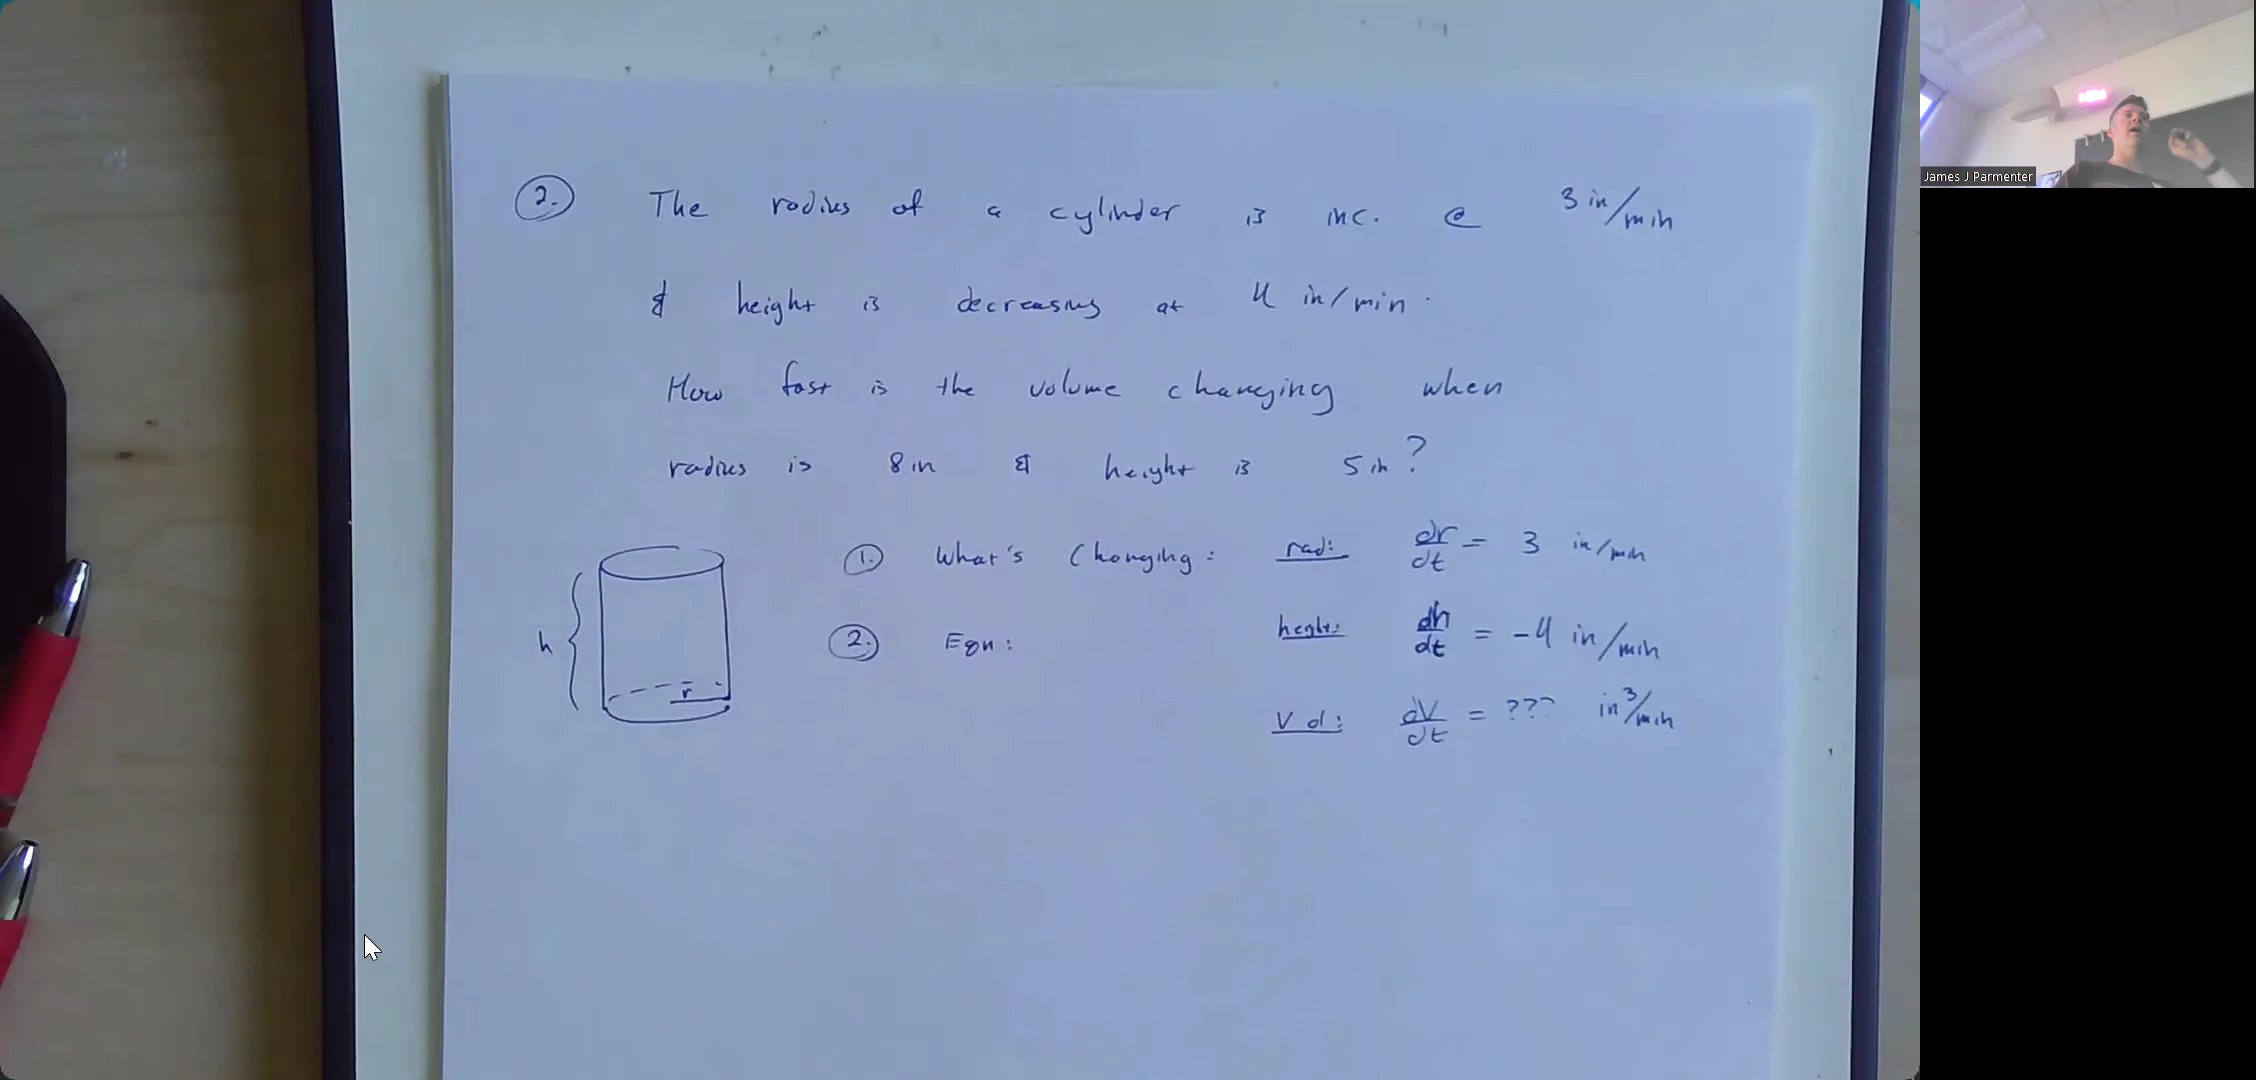 2. The radius of a cylinder is inc. @ 3 in/min
& height is decreasing at 4 in/min.
How fast is the volume changing when
radius is 8 in & height is 5 in?
1. What's Changing: rad: dr/dt = 3 in/min
2. Eqn: height: dh/dt = -4 in/min
Vol: dV/dt = ??? in³/min
h
r
James J Parmenter